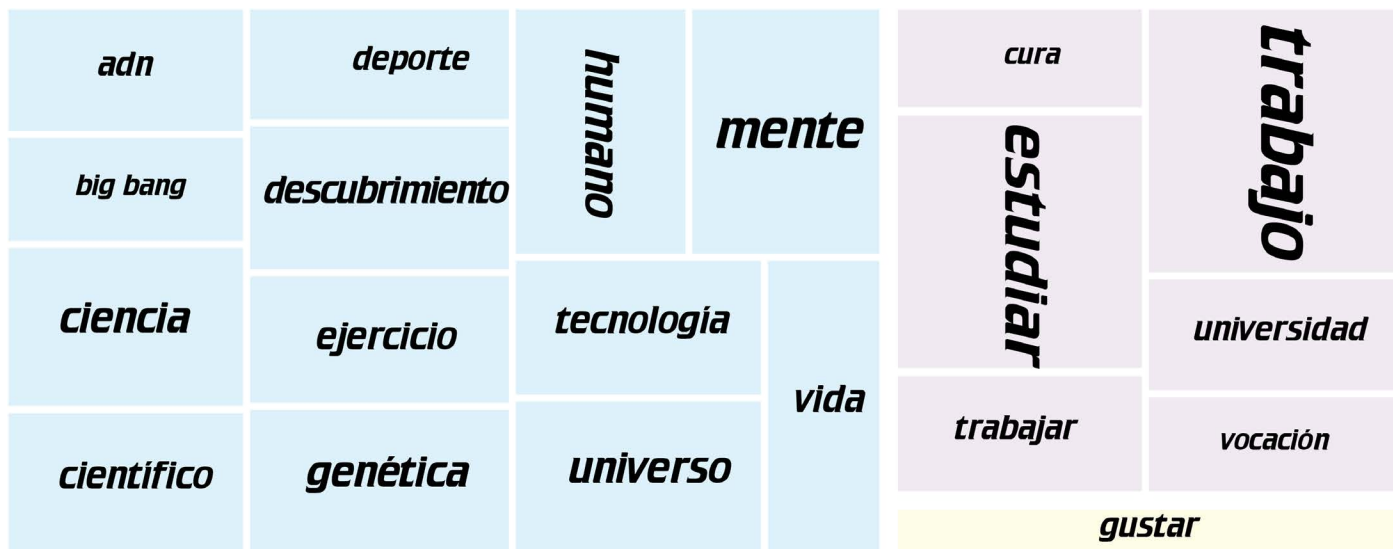 adn
big bang
ciencia
científico
deporte
descubrimiento
ejercicio
genética
humano
mente
tecnología
universo
vida
cura
estudiar
trabajar
trabajo
universidad
vocación
gustar